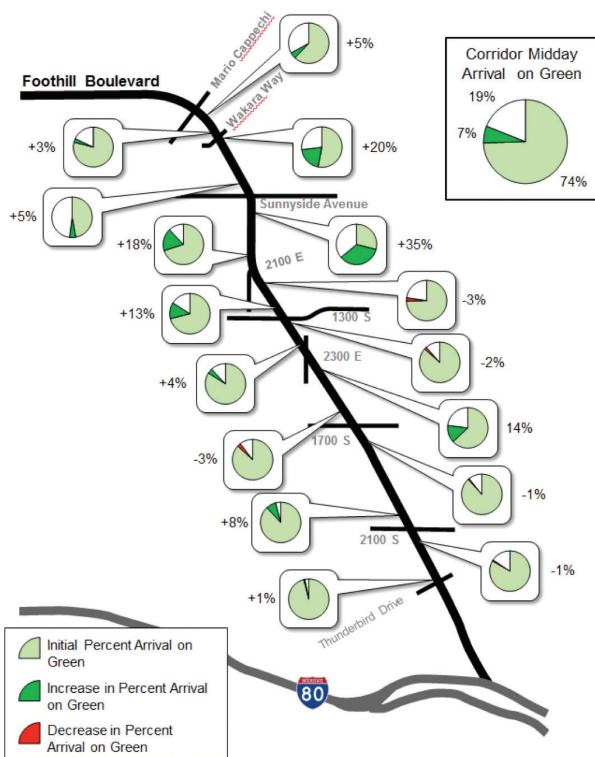 Mario Cappechi
+5%
Foothill Boulevard
Corridor Midday
Arrival on Green
19%
7%
74%
Wakara Way
+3%
+20%
+5%
Sunnyside Avenue
+18%
+35%
2100 E
-3%
+13%
1300 S
-2%
2300 E
+4%
14%
1700 S
-3%
-1%
+8%
2100 S
-1%
+1%
Thunderbird Drive
Initial Percent Arrival on
Green
Increase in Percent Arrival
on Green
Decrease in Percent
Arrival on Green
INTERSTATE
80